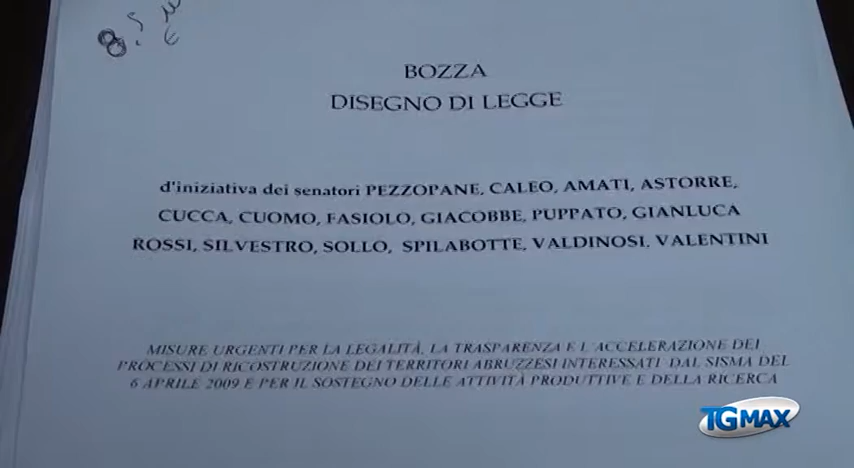 BOZZA
DISEGNO DI LEGGE
d'iniziativa dei senatori PEZZOPANE, CALEO, AMATI, ASTORRE,
CUCCA, CUOMO, FASIOLO, GIACOBBE, PUPPATO, GIANLUCA
ROSSI, SILVESTRO, SOLLO, SPILABOTTE, VALDINOSI, VALENTINI
MISURE URGENTI PER LA LEGALITÀ, LA TRASPARENZA E L'ACCELERAZIONE DEI
PROCESSI DI RICOSTRUZIONE DEI TERRITORI ABRUZZESI INTERESSATI DAL SISMA DEL
6 APRILE 2009 E PER IL SOSTEGNO DELLE ATTIVITÀ PRODUTTIVE E DELLA RICERCA
TGMAX